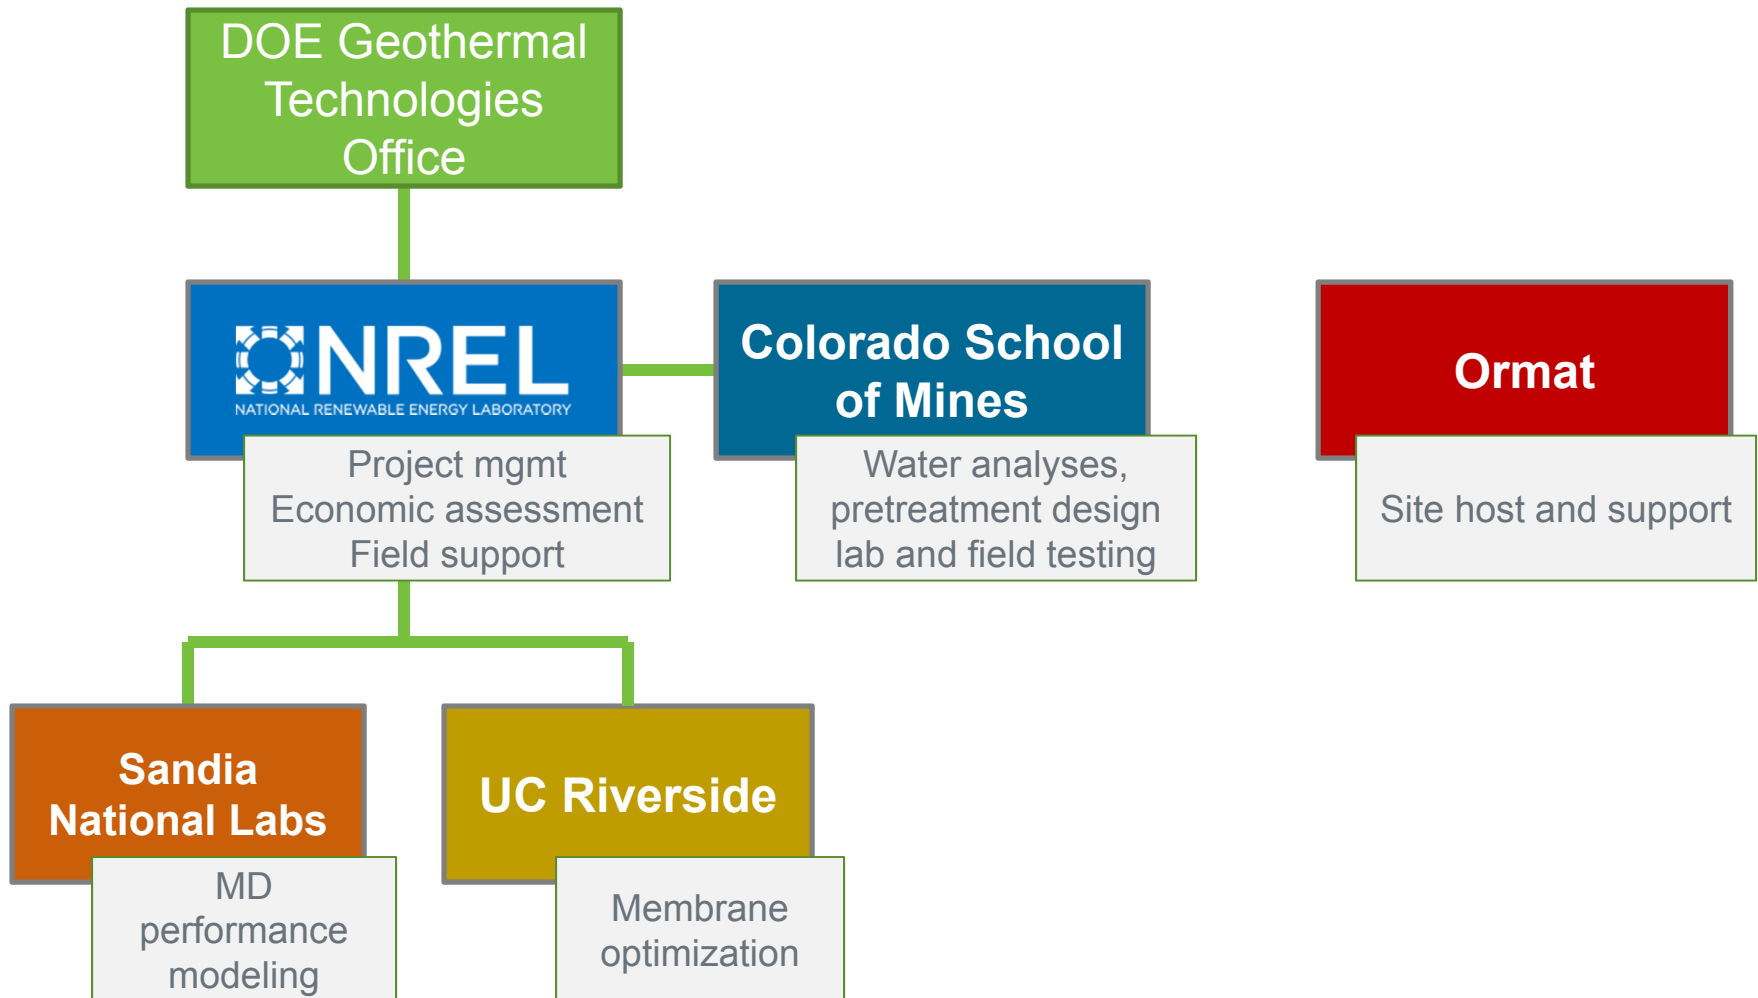 DOE Geothermal
Technologies
Office
NREL
NATIONAL RENEWABLE ENERGY LABORATORY
Project mgmt
Economic assessment
Field support
Colorado School
of Mines
Water analyses,
pretreatment design
lab and field testing
Ormat
Site host and support
Sandia
National Labs
MD
performance
modeling
UC Riverside
Membrane
optimization